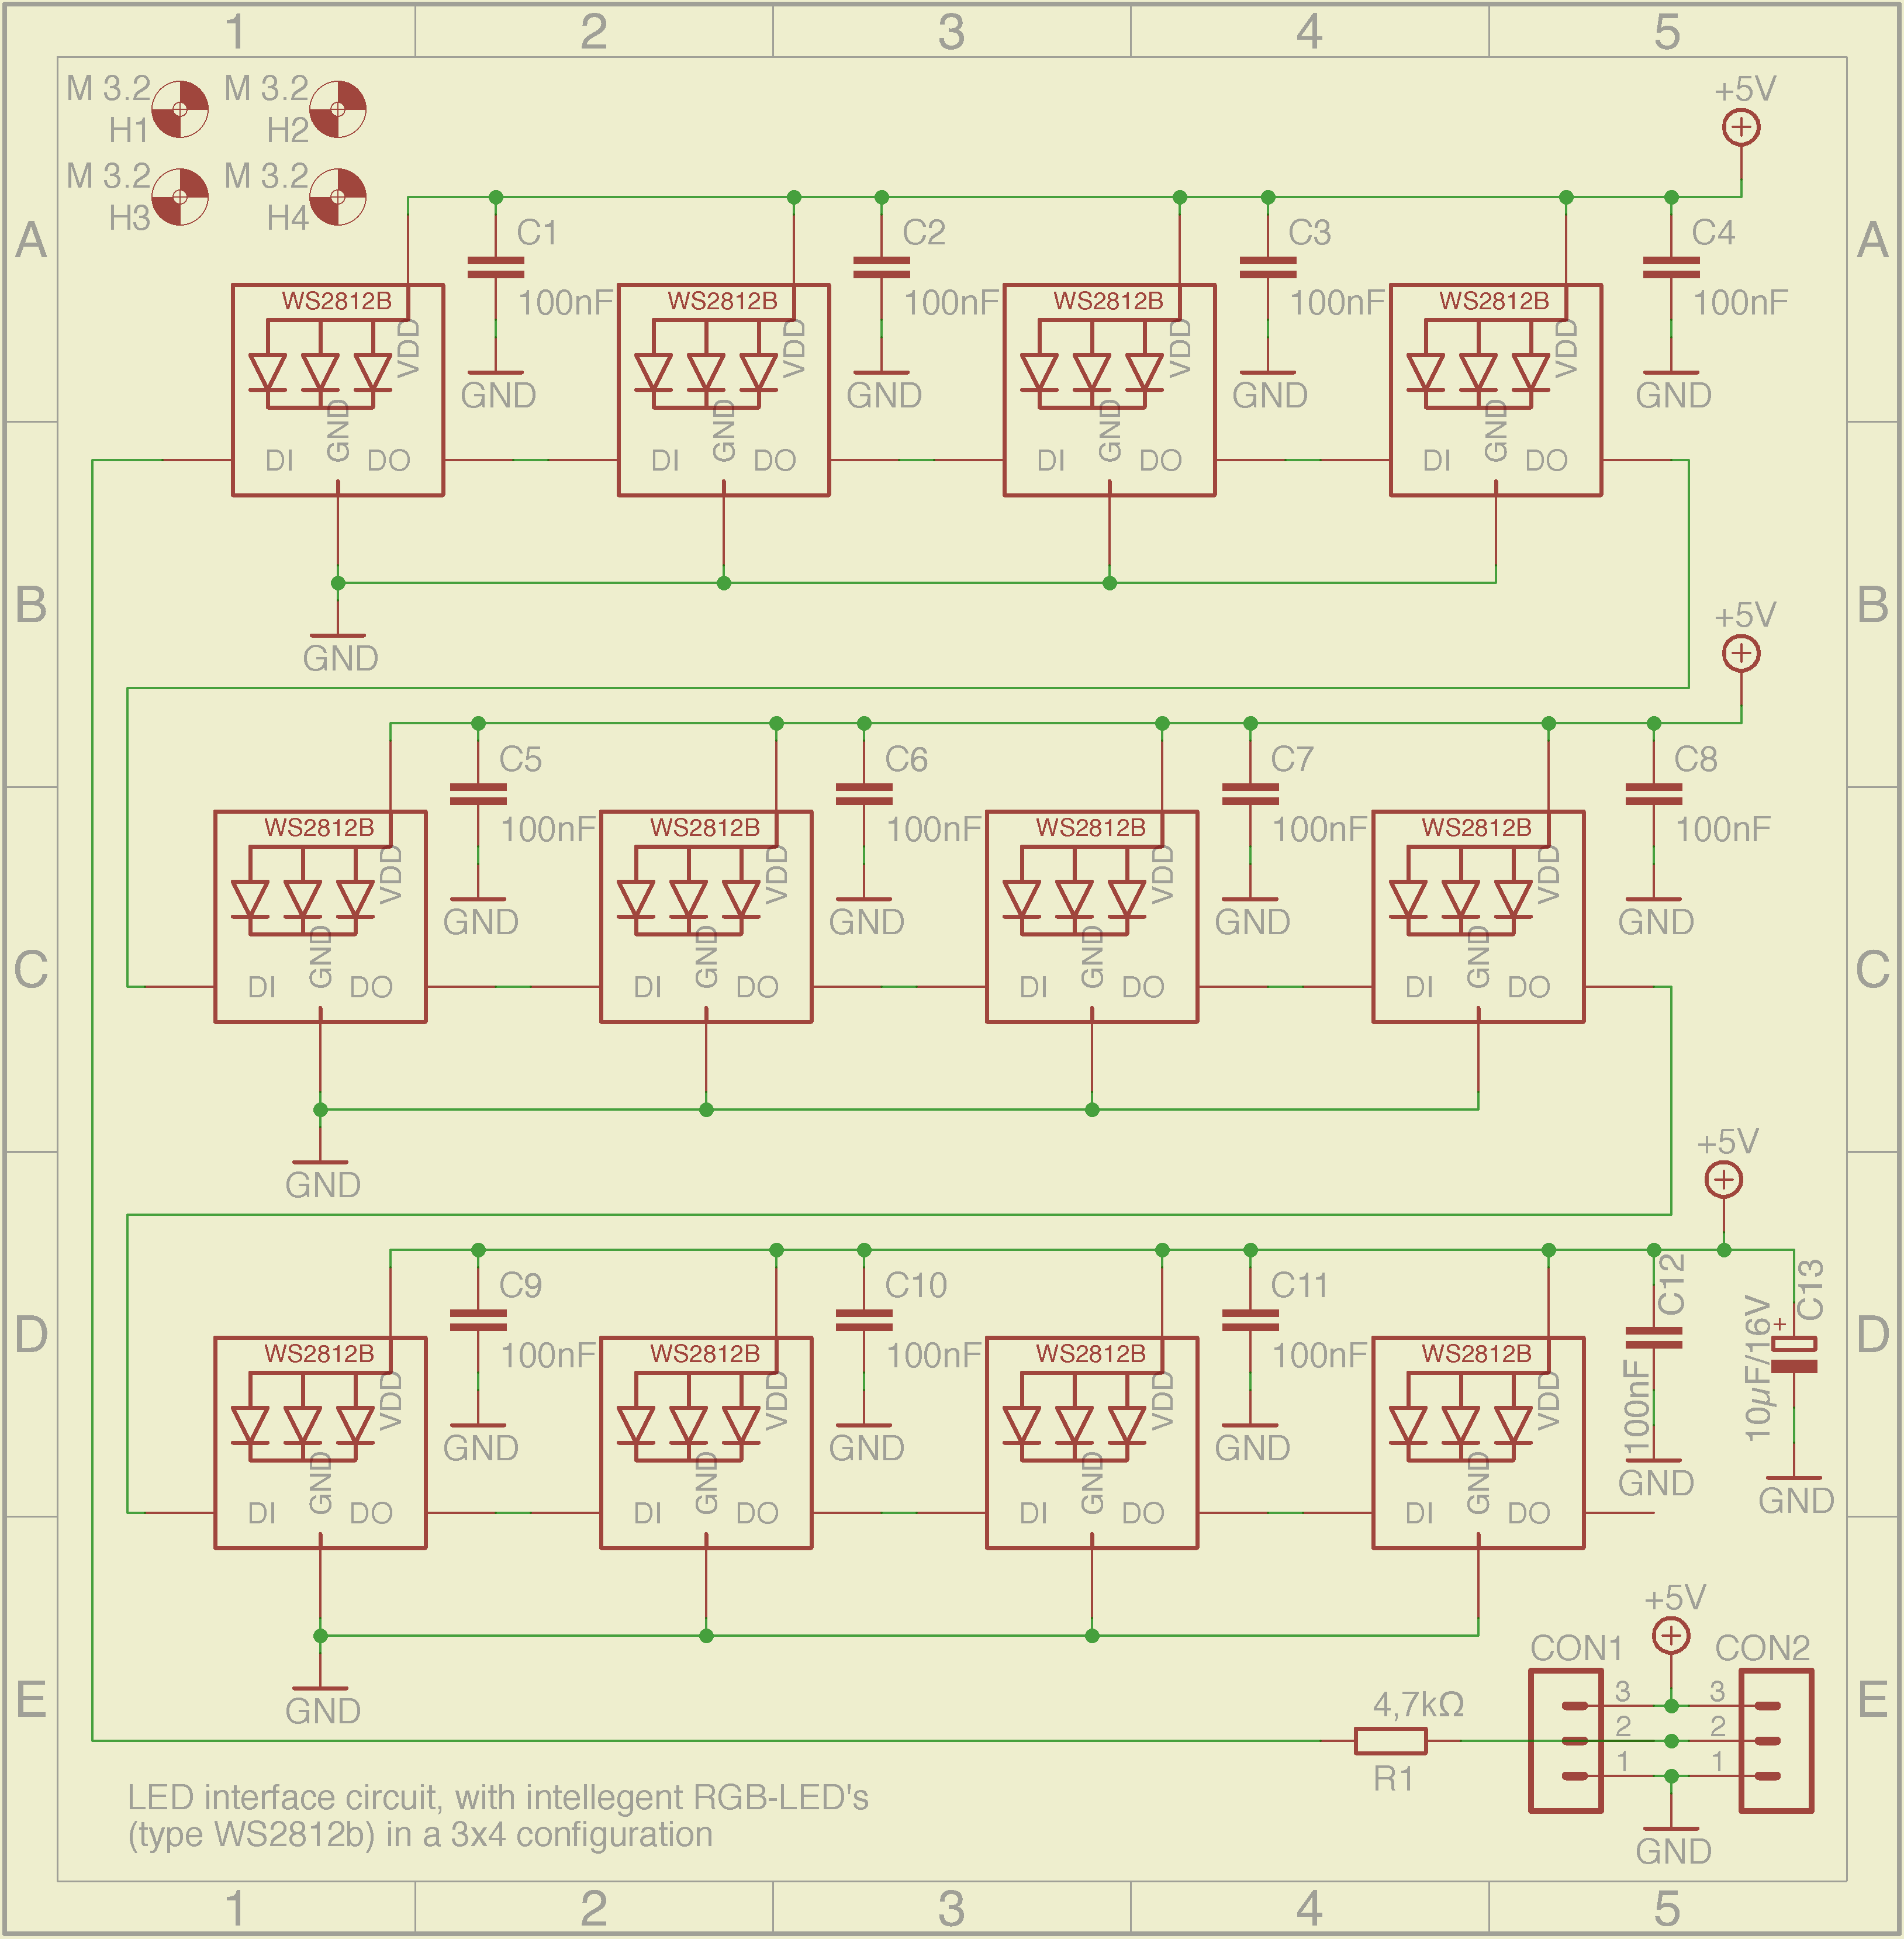 1 2 3 4 5
M 3.2 M 3.2 +5V
H1 H2
M 3.2 M 3.2
H3 H4
A C1 C2 C3 C4 A
WS2812B 100nF WS2812B 100nF WS2812B 100nF WS2812B 100nF
VDD VDD VDD VDD
GND GND GND GND
GND GND GND GND
DI DO DI DO DI DO DI DO
B B
+5V
GND
C5 C6 C7 C8
WS2812B 100nF WS2812B 100nF WS2812B 100nF WS2812B 100nF
VDD VDD VDD VDD
GND GND GND GND
GND GND GND GND
C DI DO DI DO DI DO DI DO C
+5V
GND
C9 C10 C11 C12 C13
D D
WS2812B 100nF WS2812B 100nF WS2812B 100nF WS2812B 100nF + 10µF/16V
VDD VDD VDD VDD
GND GND GND GND GND
GND GND GND GND
DI DO DI DO DI DO DI DO
+5V
CON1 CON2
E 3 3 E
GND 4,7kΩ 2 2
R1 1 1
LED interface circuit, with intellegent RGB-LED's
(type WS2812b) in a 3x4 configuration
GND
1 2 3 4 5